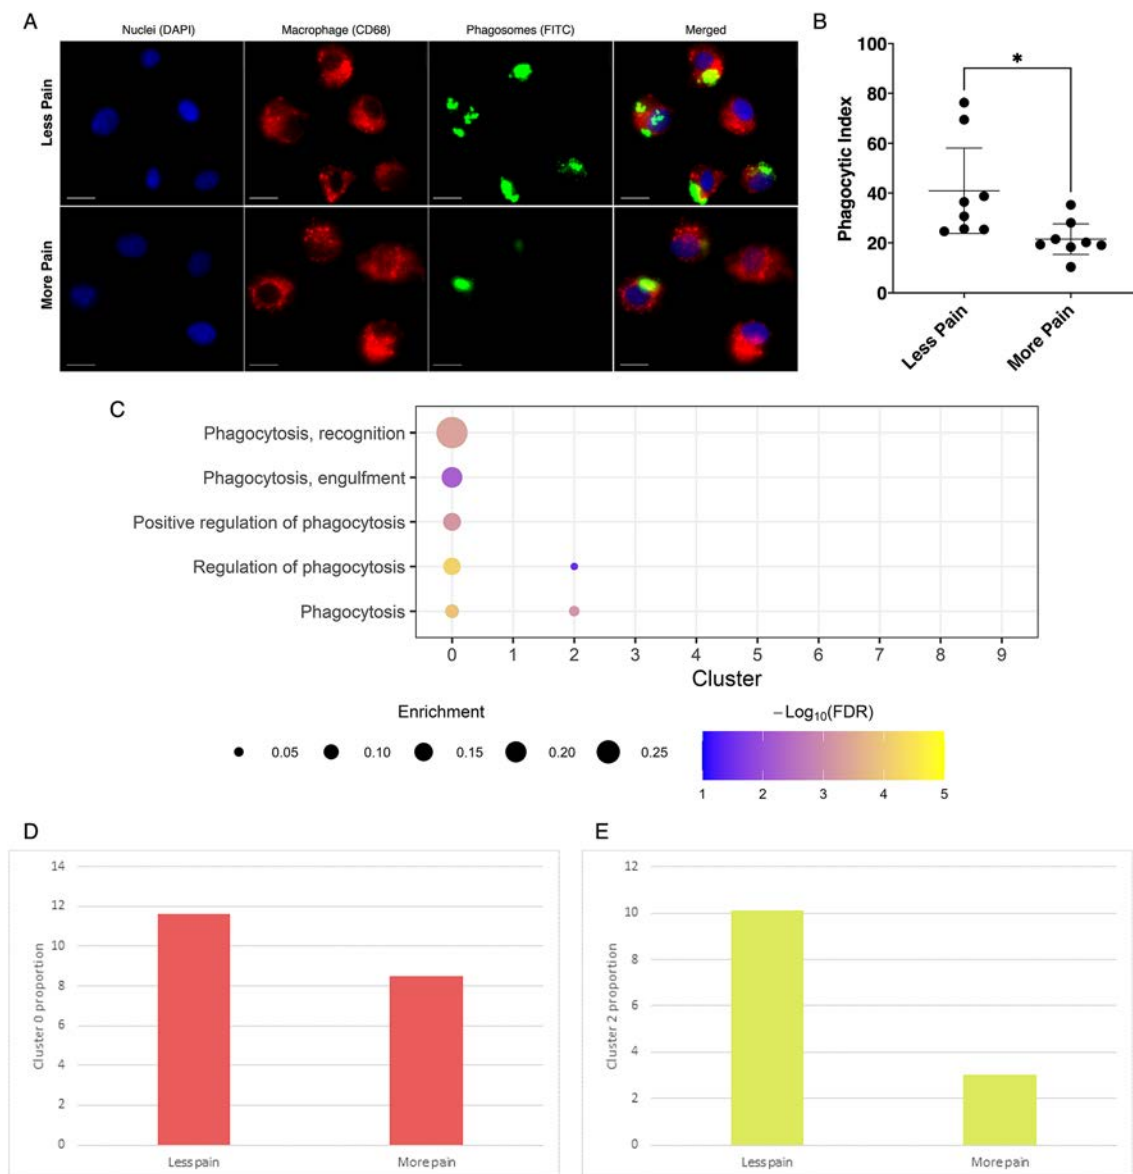 A
Nuclei (DAPI) Macrophage (CD68) Phagosomes (FITC) Merged
Less Pain
More Pain
B
Phagocytic Index
100
80
60
40
20
0
*
Less Pain
More Pain
C
Phagocytosis, recognition
Phagocytosis, engulfment
Positive regulation of phagocytosis
Regulation of phagocytosis
Phagocytosis
0 1 2 3 4 5 6 7 8 9
Cluster
Enrichment
0.05 0.10 0.15 0.20 0.25
−Log10(FDR)
1 2 3 4 5
D
Cluster 0 proportion
14
12
10
8
6
4
2
0
Less pain More pain
E
Cluster 2 proportion
12
10
8
6
4
2
0
Less pain More pain